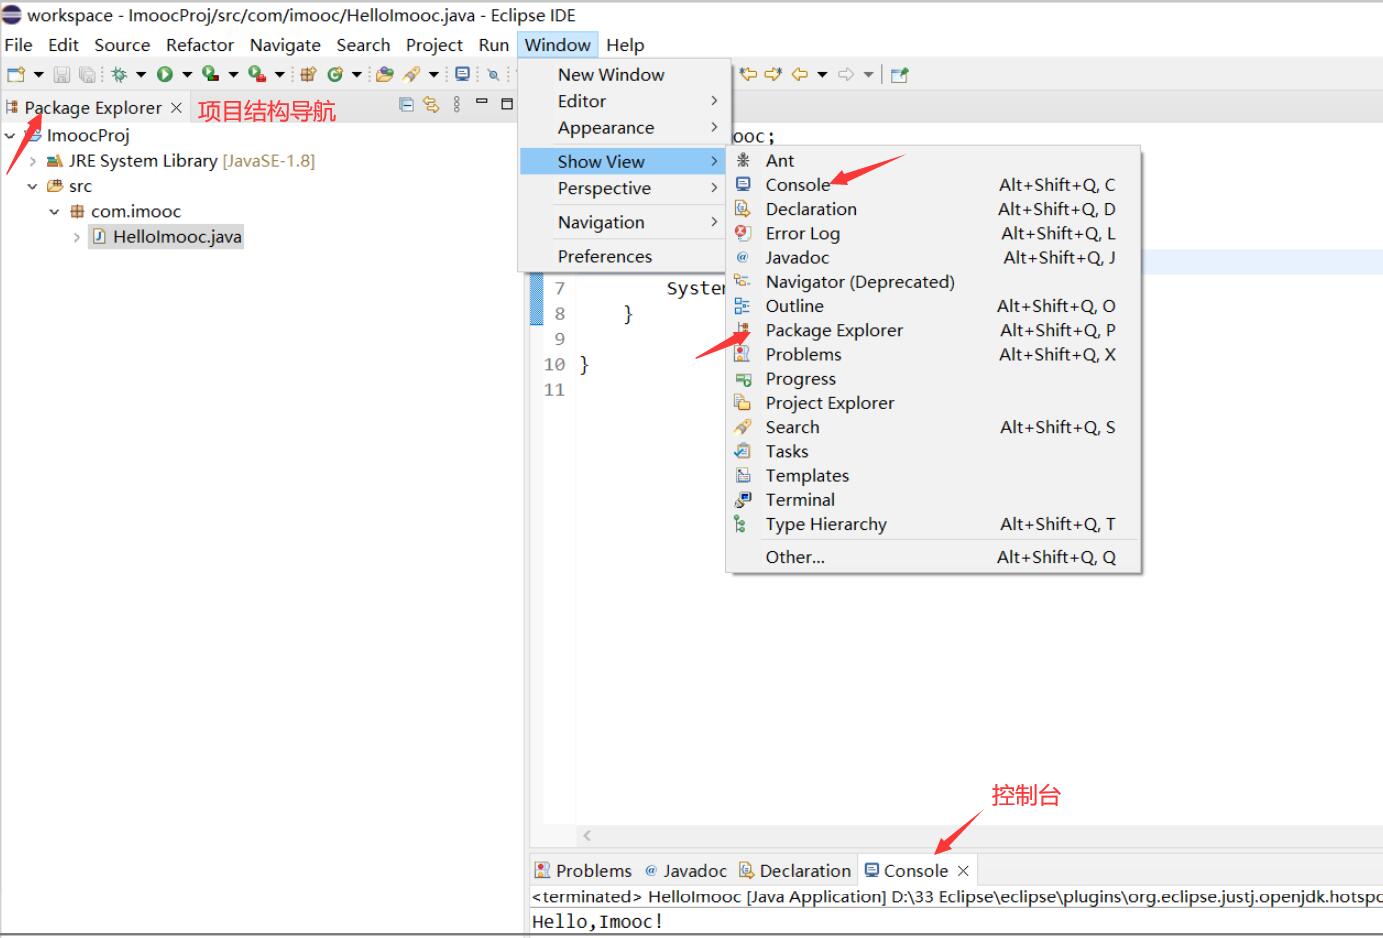 workspace - ImoocProj/src/com/imooc/HelloImooc.java - Eclipse IDE
File Edit Source Refactor Navigate Search Project Run Window Help
Package Explorer
项目结构导航
ImoocProj
JRE System Library [JavaSE-1.8]
src
com.imooc
HelloImooc.java
New Window
Editor
Appearance
Show View
Perspective
Navigation
Preferences
ooc;
Ant
Console Alt+Shift+Q, C
Declaration Alt+Shift+Q, D
Error Log Alt+Shift+Q, L
Javadoc Alt+Shift+Q, J
Navigator (Deprecated)
Outline Alt+Shift+Q, O
Package Explorer Alt+Shift+Q, P
Problems Alt+Shift+Q, X
Progress
Project Explorer
Search Alt+Shift+Q, S
Tasks
Templates
Terminal
Type Hierarchy Alt+Shift+Q, T
Other... Alt+Shift+Q, Q
7 System
8 }
9
10 }
11
控制台
Problems @ Javadoc Declaration Console
<terminated> HelloImooc [Java Application] D:\33 Eclipse\eclipse\plugins\org.eclipse.justj.openjdk.hotspo
Hello,Imooc!